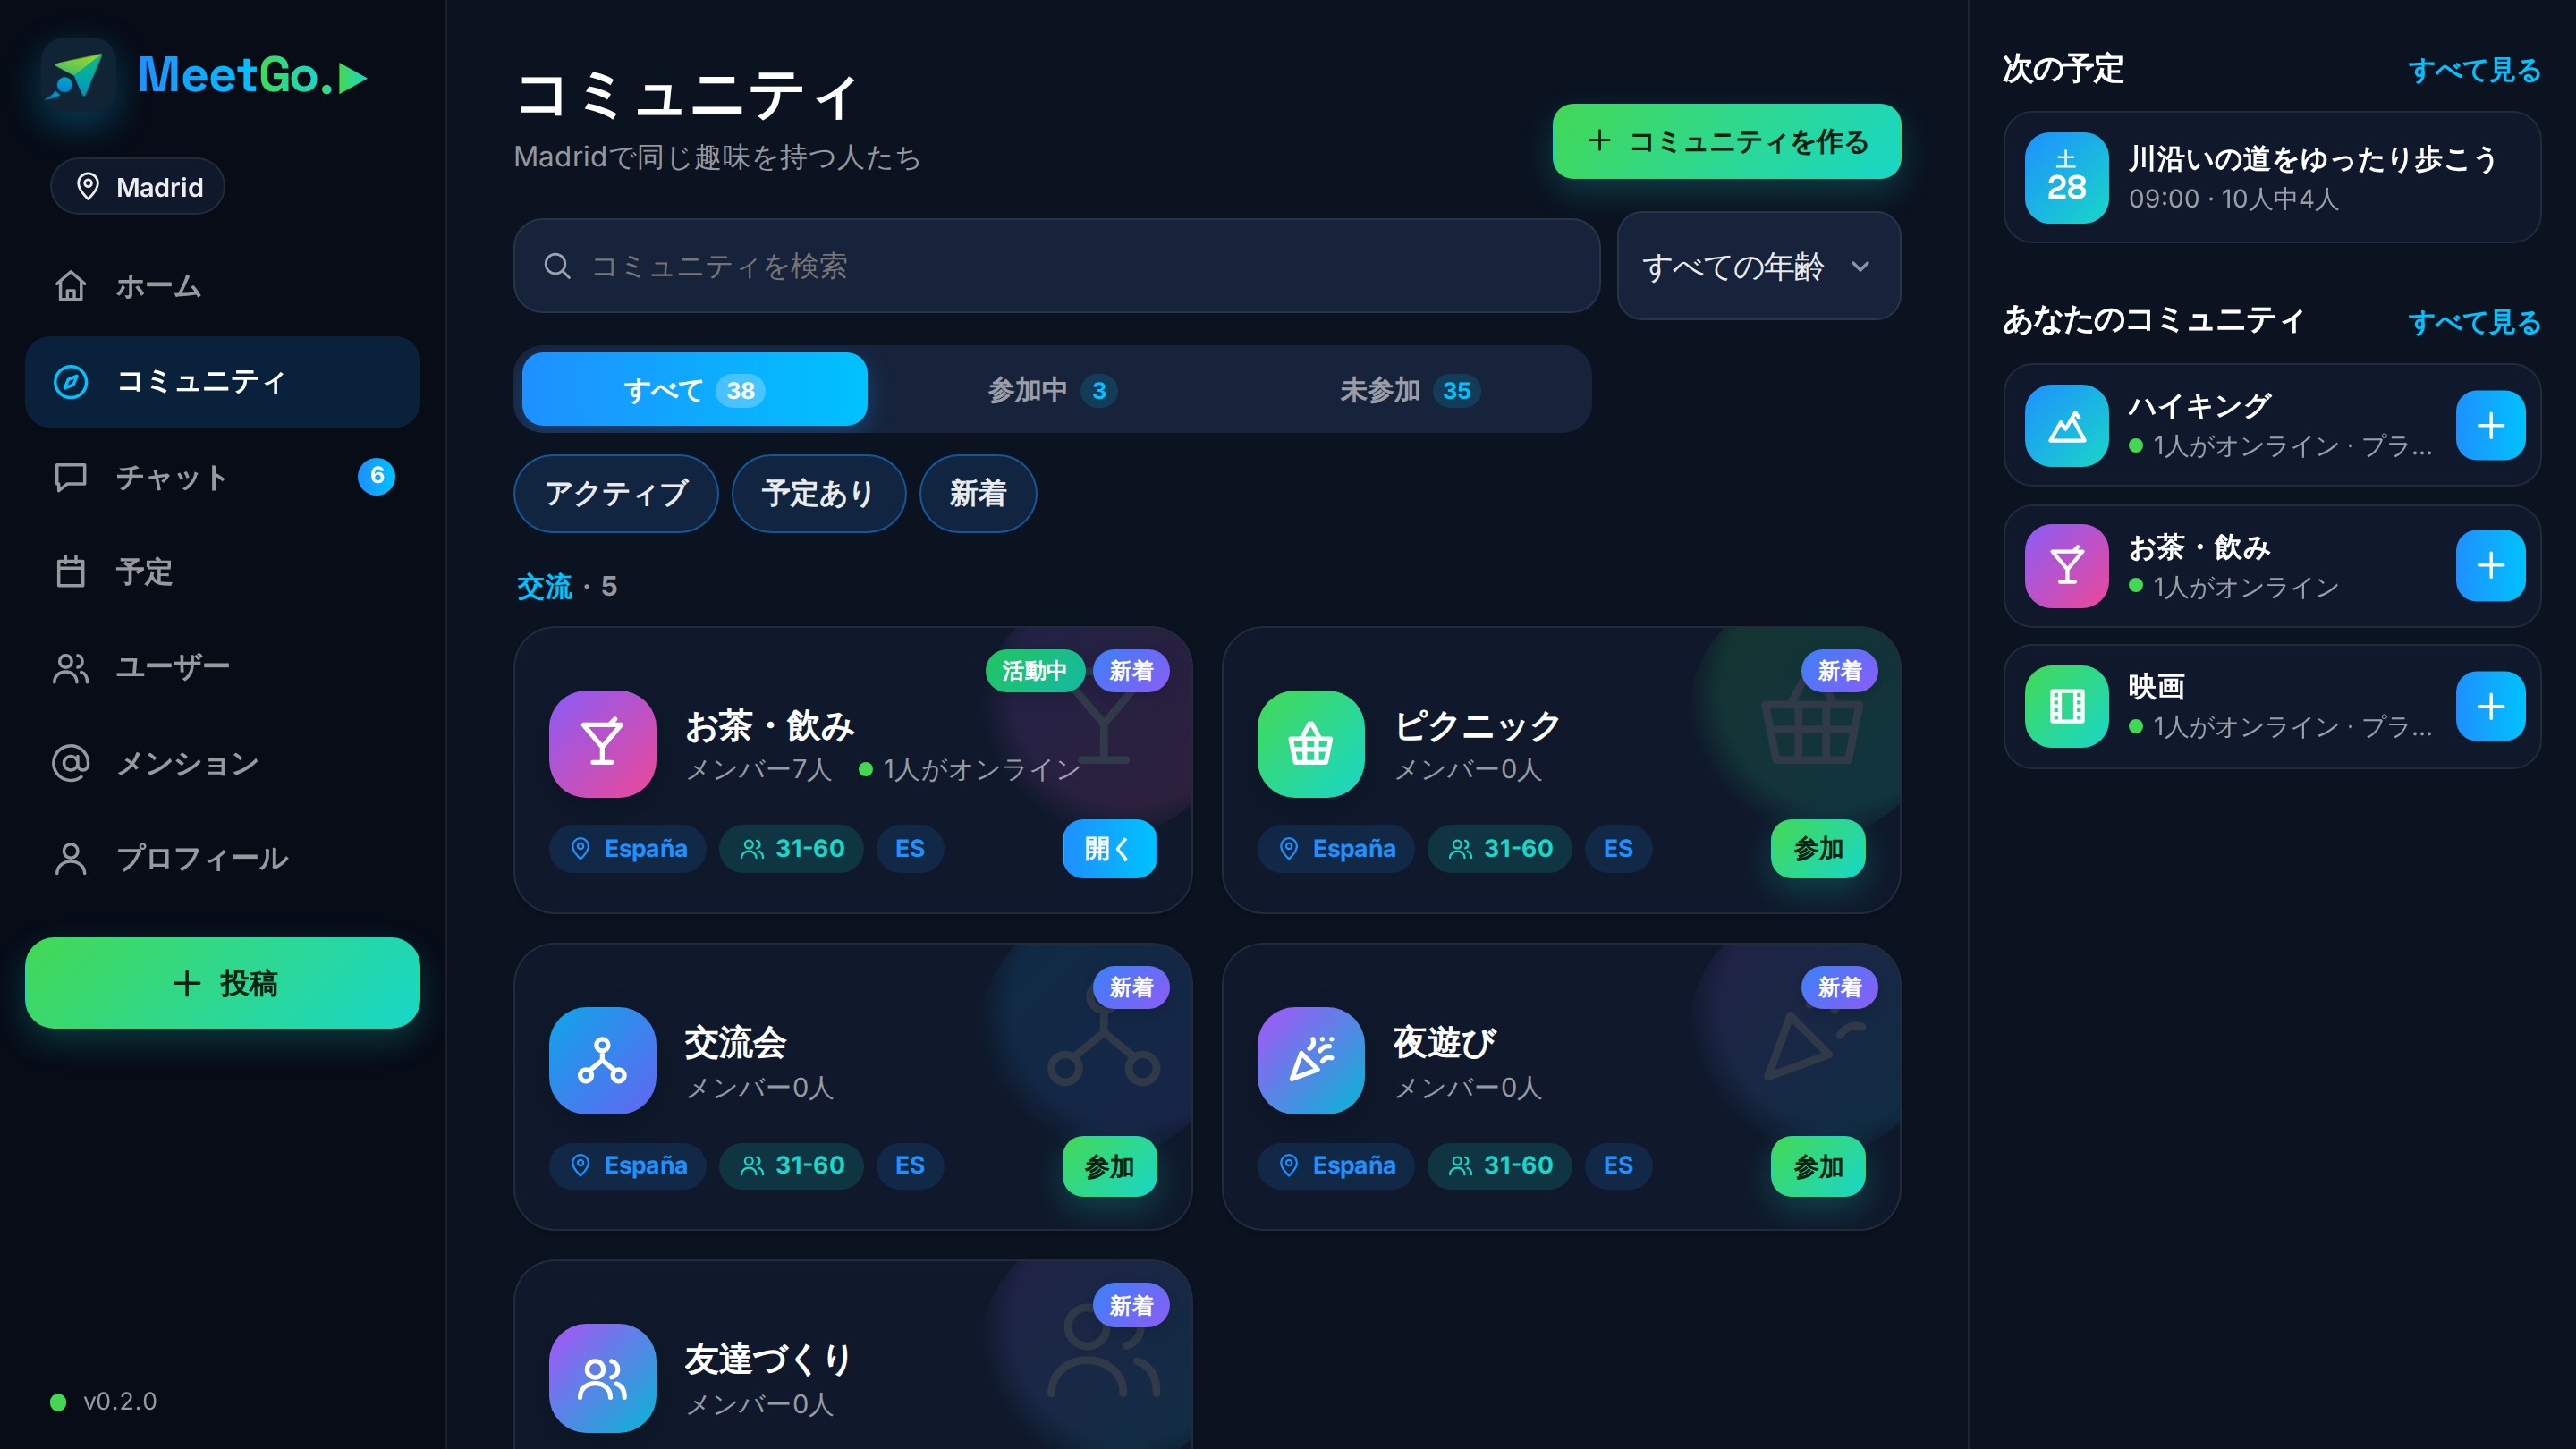 MeetGo.
Madrid
ホーム
コミュニティ
チャット 6
予定
ユーザー
メンション
プロフィール
投稿
v0.2.0
コミュニティ
Madridで同じ趣味を持つ人たち
コミュニティを作る
コミュニティを検索
すべての年齢
すべて 38
参加中 3
未参加 35
アクティブ
予定あり
新着
交流 · 5
活動中 新着
お茶・飲み
メンバー7人 1人がオンライン
España 31-60 ES 開く
新着
ピクニック
メンバー0人
España 31-60 ES 参加
新着
交流会
メンバー0人
España 31-60 ES 参加
新着
夜遊び
メンバー0人
España 31-60 ES 参加
新着
友達づくり
メンバー0人
次の予定 すべて見る
土
28
川沿いの道をゆったり歩こう
09:00 · 10人中4人
あなたのコミュニティ すべて見る
ハイキング
1人がオンライン · プラ...
お茶・飲み
1人がオンライン
映画
1人がオンライン · プラ...